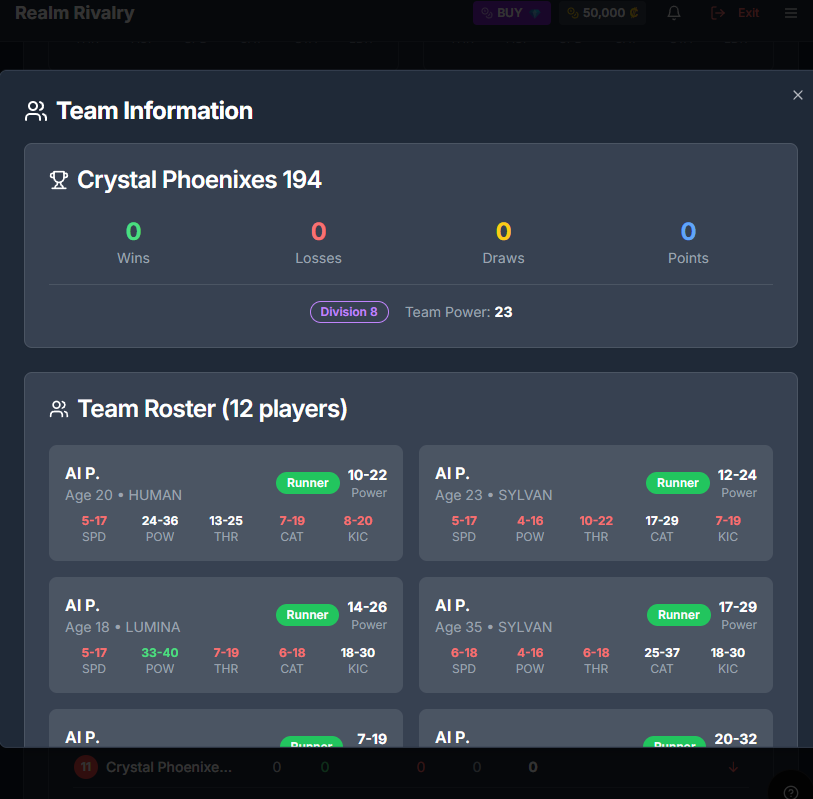 Realm Rivalry
BUY
50,000 ₡
Exit
Team Information
Crystal Phoenixes 194
0 0 0 0
Wins Losses Draws Points
Division 8 Team Power: 23
Team Roster (12 players)
AI P.
Age 20 • HUMAN
Runner
10-22
Power
5-17 24-36 13-25 7-19 8-20
SPD POW THR CAT KIC
AI P.
Age 23 • SYLVAN
Runner
12-24
Power
5-17 4-16 10-22 17-29 7-19
SPD POW THR CAT KIC
AI P.
Age 18 • LUMINA
Runner
14-26
Power
5-17 33-40 7-19 6-18 18-30
SPD POW THR CAT KIC
AI P.
Age 35 • SYLVAN
Runner
17-29
Power
6-18 4-16 6-18 25-37 18-30
SPD POW THR CAT KIC
AI P.
Runner
7-19
AI P.
Runner
20-32
11 Crystal Phoenixe... 0 0 0 0 0